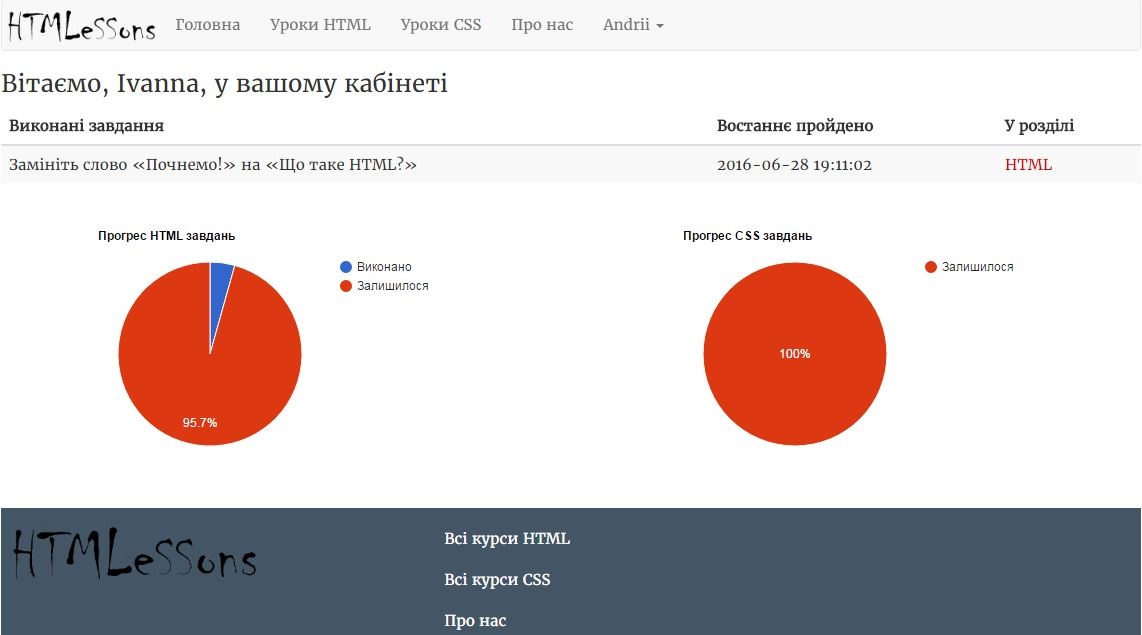 HTMLeSSons Головна Уроки HTML Уроки CSS Про нас Andrii
Вітаємо, Ivanna, у вашому кабінеті
Виконані завдання Востаннє пройдено У розділі
Замініть слово «Почнемо!» на «Що таке HTML?» 2016-06-28 19:11:02 HTML
Прогрес HTML завдань
Виконано
Залишилося
95.7%
Прогрес CSS завдань
Залишилося
100%
HTMLeSSons
Всі курси HTML
Всі курси CSS
Про нас